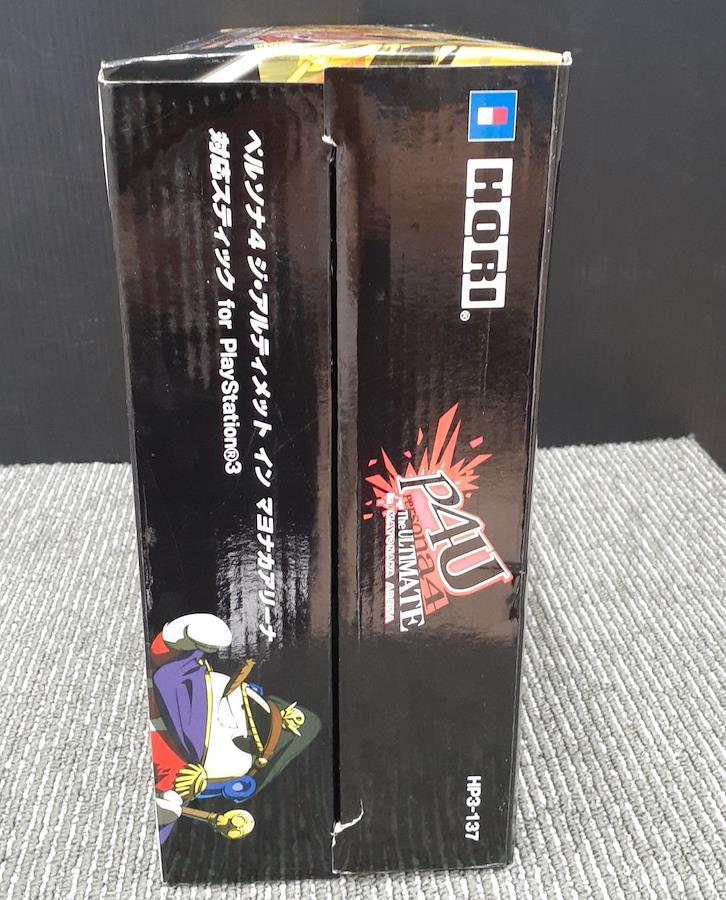 HORI®
P4U
Persona4
The ULTIMATE
in MAYONAKA ARENA
HP3-137
ペルソナ4 ジ・アルティメット イン マヨナカアリーナ
対応スティック for PlayStation®3